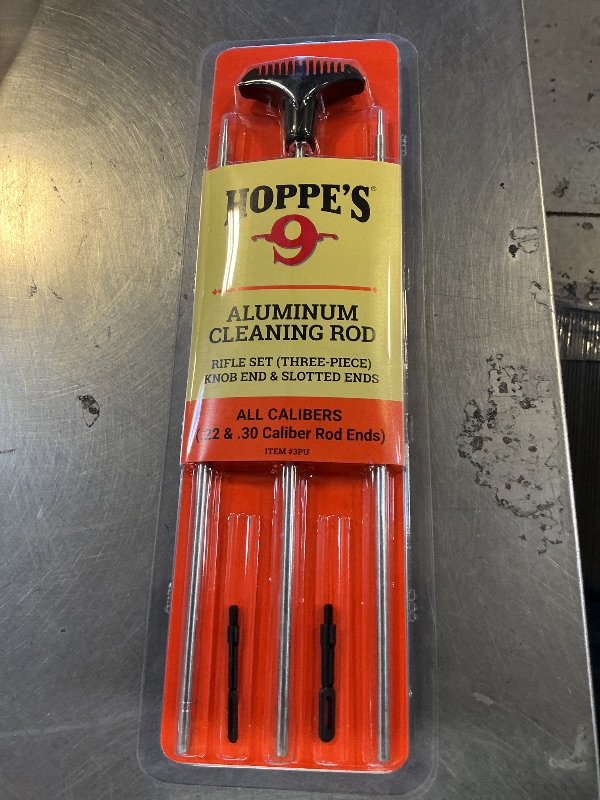 HOPPE'S®
9
ALUMINUM
CLEANING ROD
RIFLE SET (THREE-PIECE)
KNOB END & SLOTTED ENDS
ALL CALIBERS
(.22 & .30 Caliber Rod Ends)
ITEM #3PU